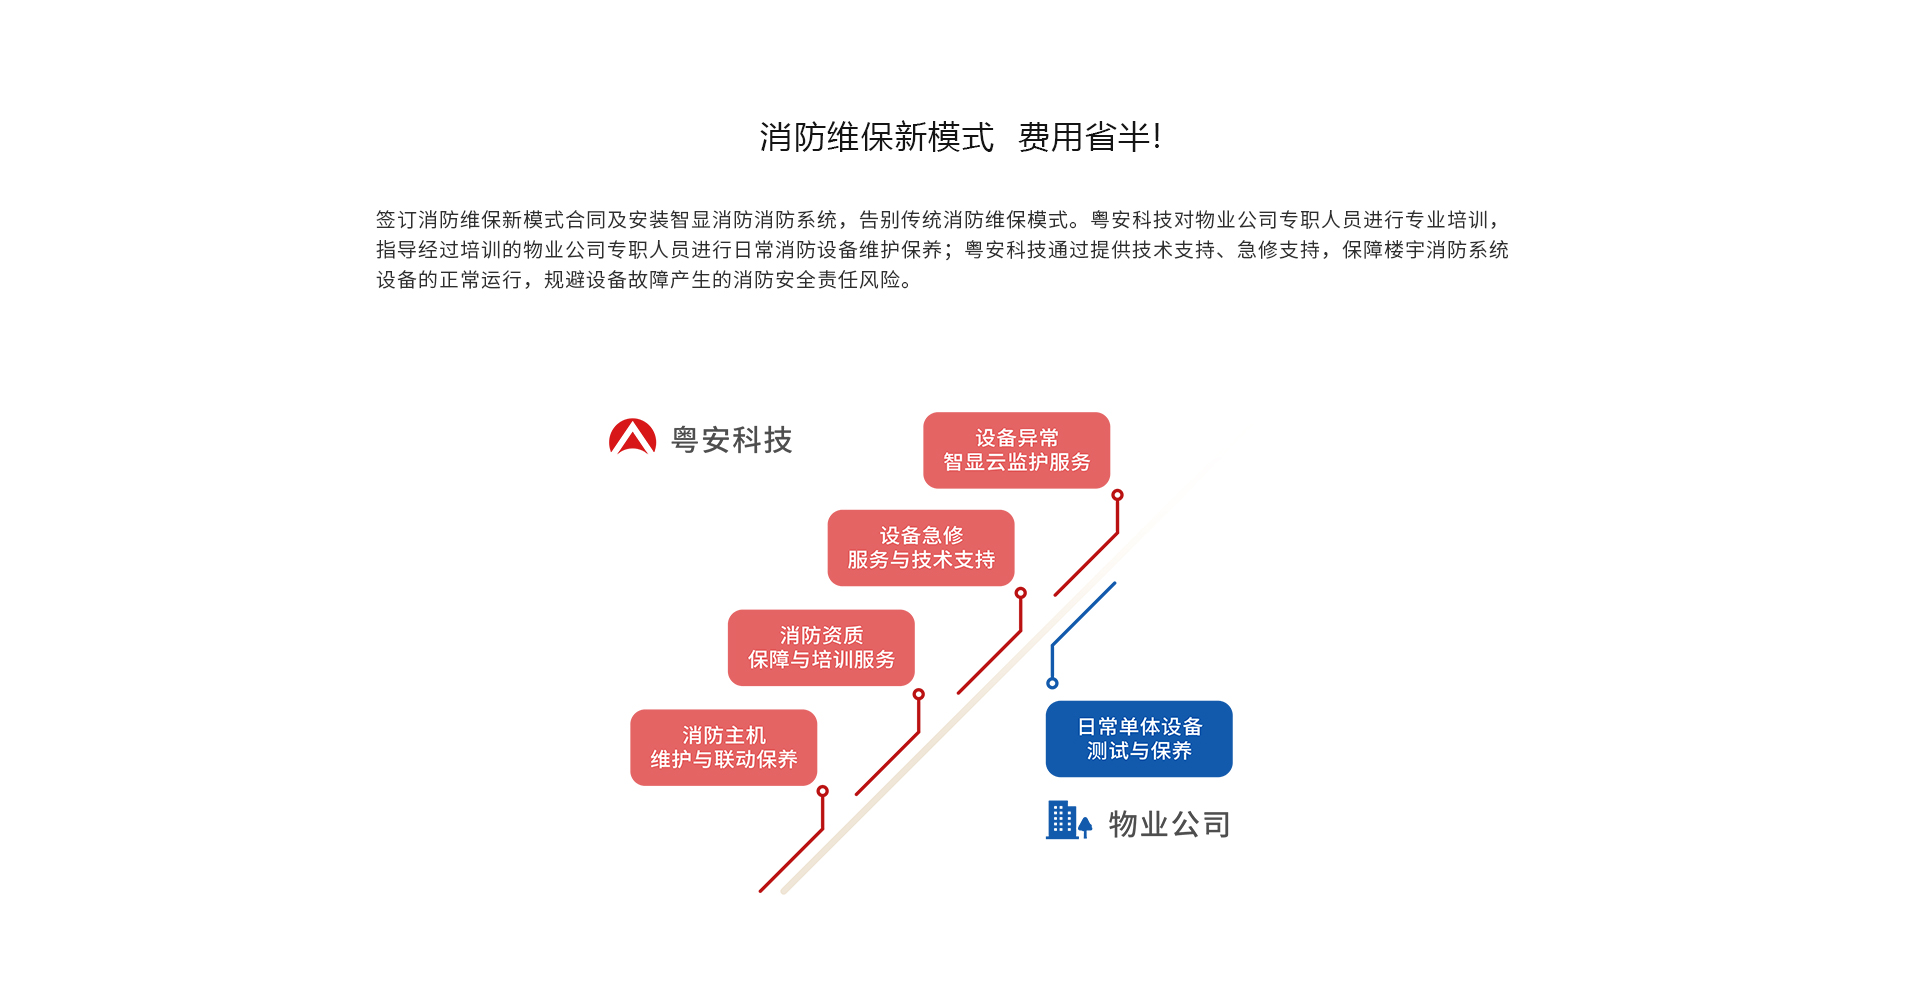 消防维保新模式 费用省半!
签订消防维保新模式合同及安装智显消防消防系统，告别传统消防维保模式。粤安科技对物业公司专职人员进行专业培训，
指导经过培训的物业公司专职人员进行日常消防设备维护保养；粤安科技通过提供技术支持、急修支持，保障楼宇消防系统
设备的正常运行，规避设备故障产生的消防安全责任风险。
粤安科技
设备异常
智显云监护服务
设备急修
服务与技术支持
消防资质
保障与培训服务
消防主机
维护与联动保养
日常单体设备
测试与保养
物业公司